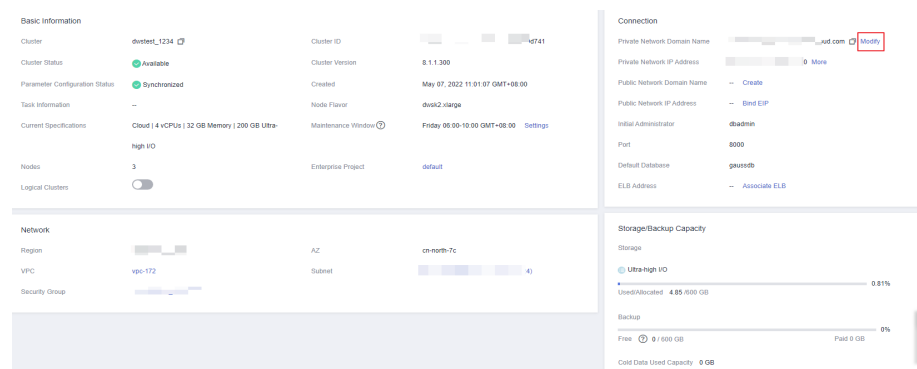 Basic Information
Cluster dwstest_1234 Cluster ID d741
Cluster Status Available Cluster Version 8.1.1.300
Parameter Configuration Status Synchronized Created May 07, 2022 11:01:07 GMT+08:00
Task Information -- Node Flavor dwsk2.xlarge
Current Specifications Cloud | 4 vCPUs | 32 GB Memory | 200 GB Ultra- Maintenance Window Friday 06:00-10:00 GMT+08:00 Settings
high I/O
Nodes 3 Enterprise Project default
Logical Clusters
Connection
Private Network Domain Name ud.com Modify
Private Network IP Address 0 More
Public Network Domain Name -- Create
Public Network IP Address -- Bind EIP
Initial Administrator dbadmin
Port 8000
Default Database gaussdb
ELB Address -- Associate ELB
Network
Region AZ cn-north-7c
VPC vpc-172 Subnet 4)
Security Group
Storage/Backup Capacity
Storage
Ultra-high I/O
0.81%
Used/Allocated 4.85 /600 GB
Backup
0%
Free 0 / 600 GB Paid 0 GB
Cold Data Used Capacity 0 GB